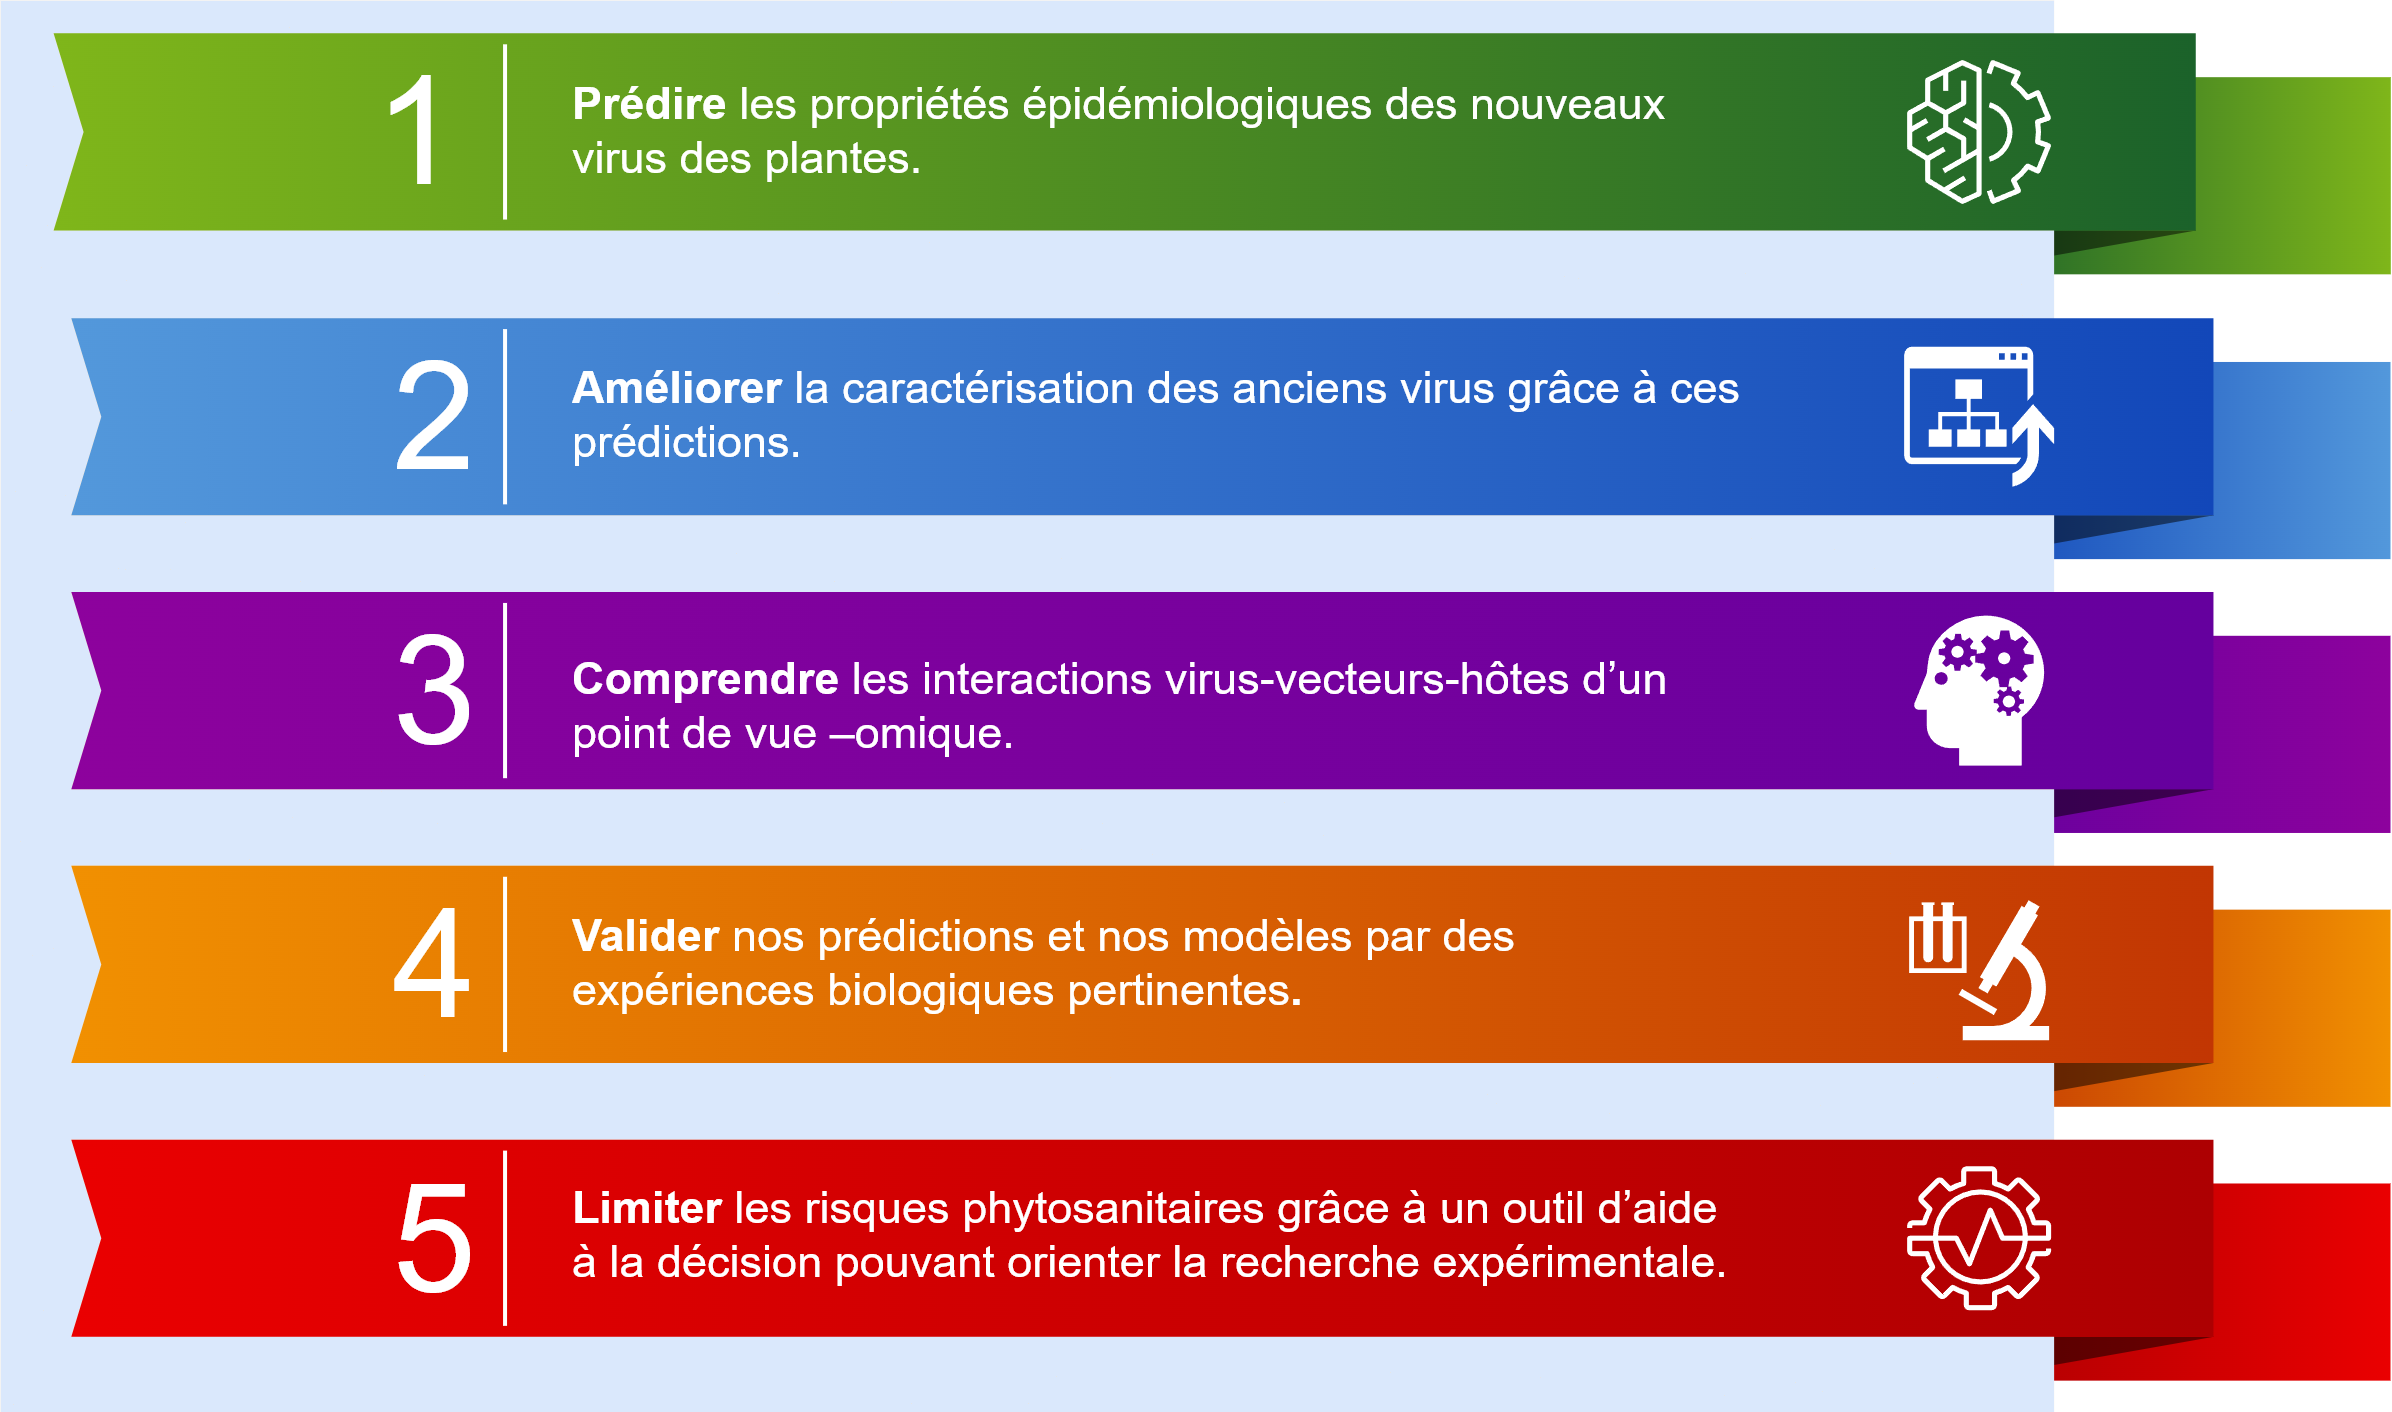 1
Prédire les propriétés épidémiologiques des nouveaux
virus des plantes.
2
Améliorer la caractérisation des anciens virus grâce à ces
prédictions.
3
Comprendre les interactions virus-vecteurs-hôtes d’un
point de vue –omique.
4
Valider nos prédictions et nos modèles par des
expériences biologiques pertinentes.
5
Limiter les risques phytosanitaires grâce à un outil d’aide
à la décision pouvant orienter la recherche expérimentale.